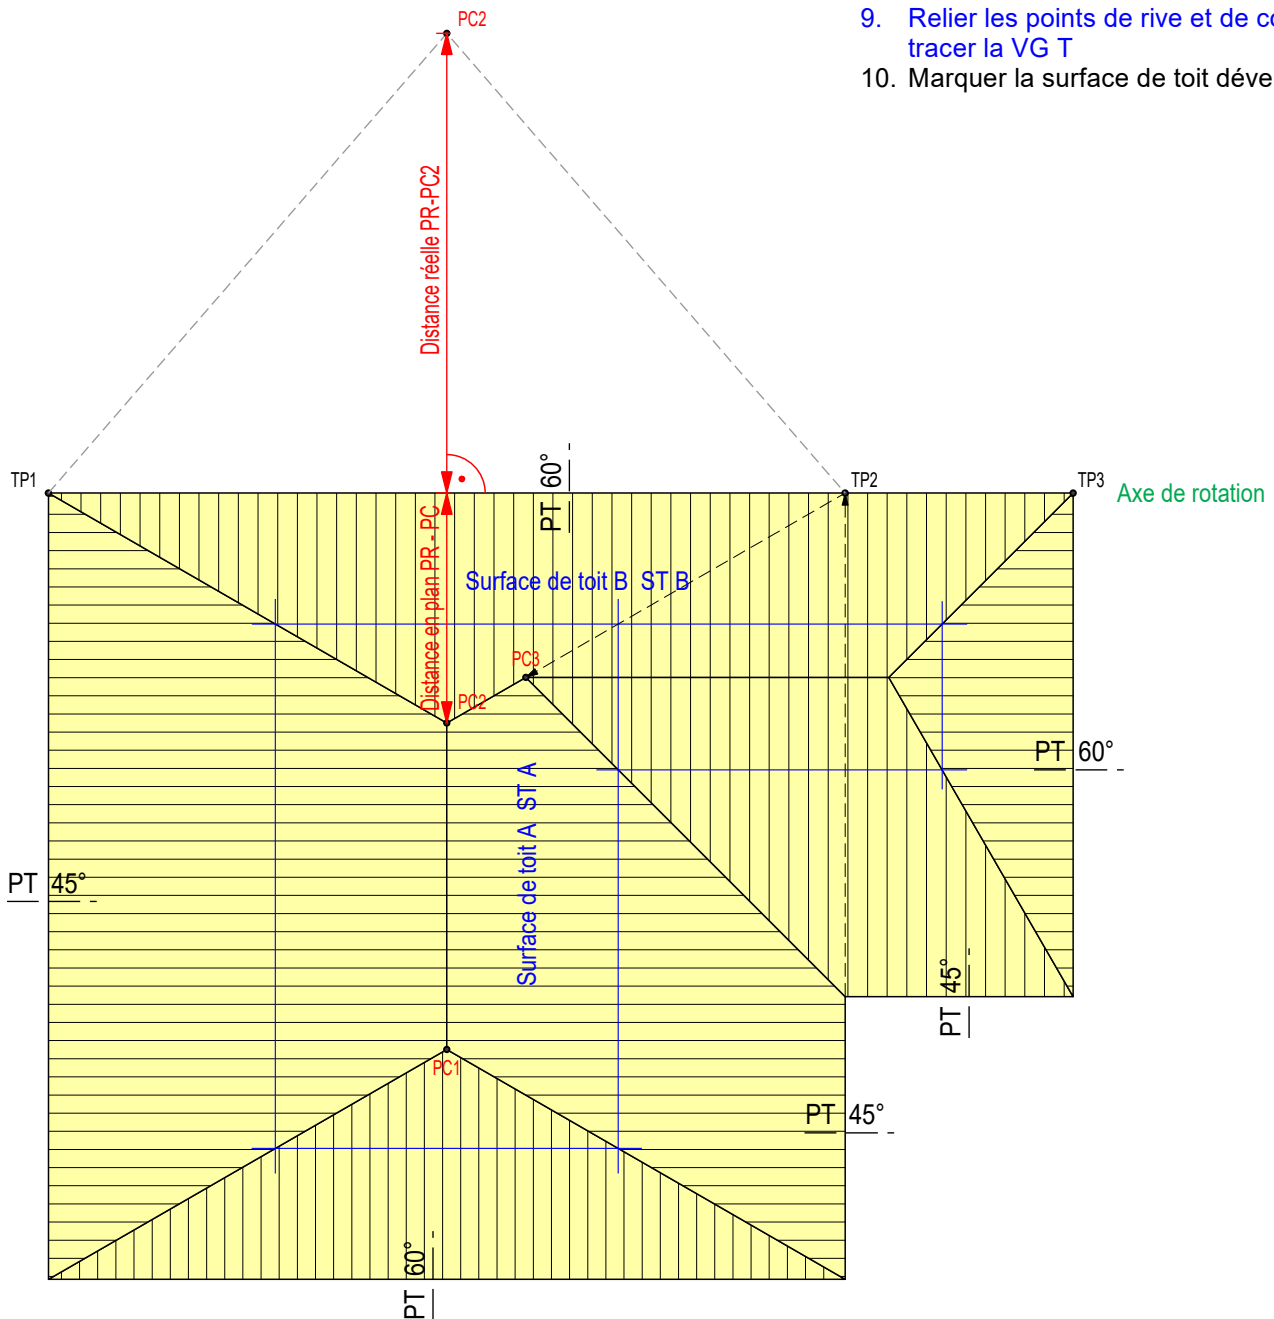 PC2
9. Relier les points de rive et de
tracer la VG T
10. Marquer la surface de toit
Distance réelle PR-PC2
TP1
PT 60°
TP2
TP3
Axe de rotation
Distance en plan PR - PC
Surface de toit B ST B
PC3
PC2
Surface de toit A ST A
PT 60°
PT 45°
PT 45°
PC1
PT 45°
PT 60°